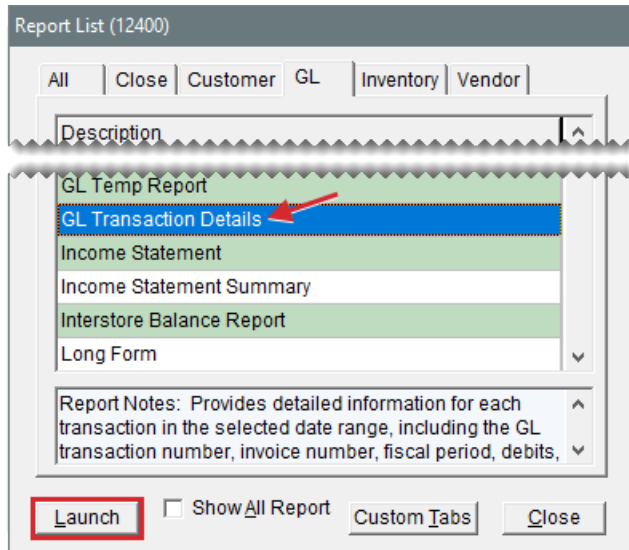 Report List (12400)
All Close Customer GL Inventory Vendor
Description
GL Temp Report
GL Transaction Details
Income Statement
Income Statement Summary
Interstore Balance Report
Long Form
Report Notes: Provides detailed information for each
transaction in the selected date range, including the GL
transaction number, invoice number, fiscal period, debits,
Launch Show All Report Custom Tabs Close